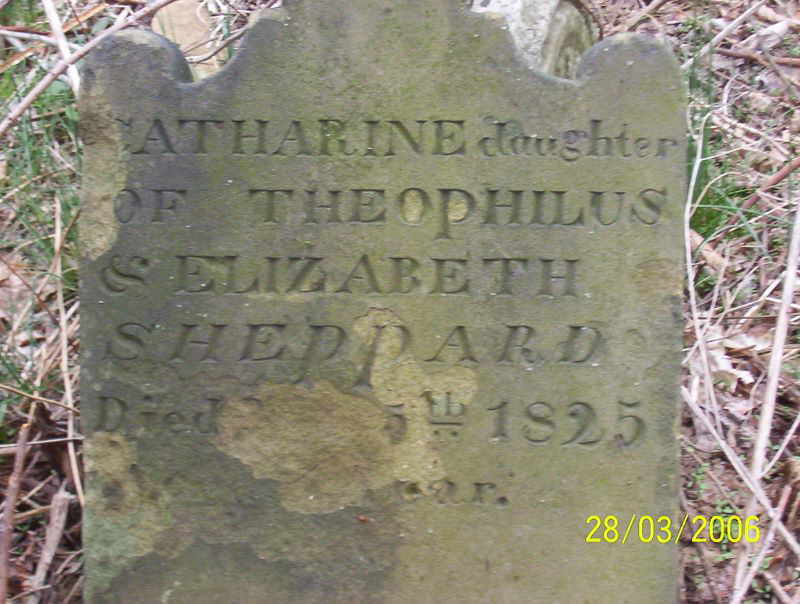 CATHARINE daughter
OF THEOPHILUS
& ELIZABETH
SHEppARD
Died 5th 1825
28/03/2006